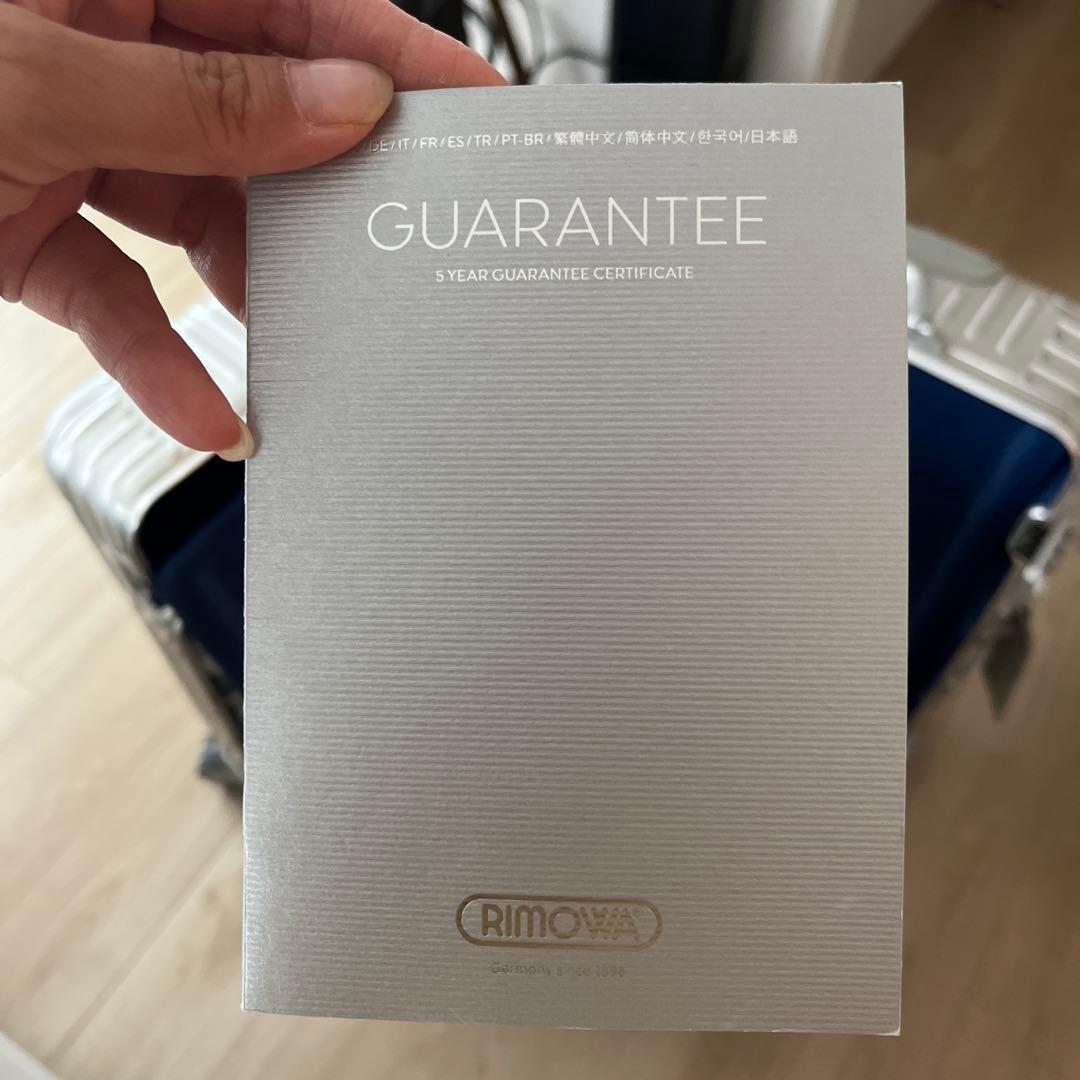 DE/IT/FR/ES/TR/PT-BR/繁體中文/简体中文/한국어/日本語
GUARANTEE
5 YEAR GUARANTEE CERTIFICATE
RIMOWA
Germany since 1898